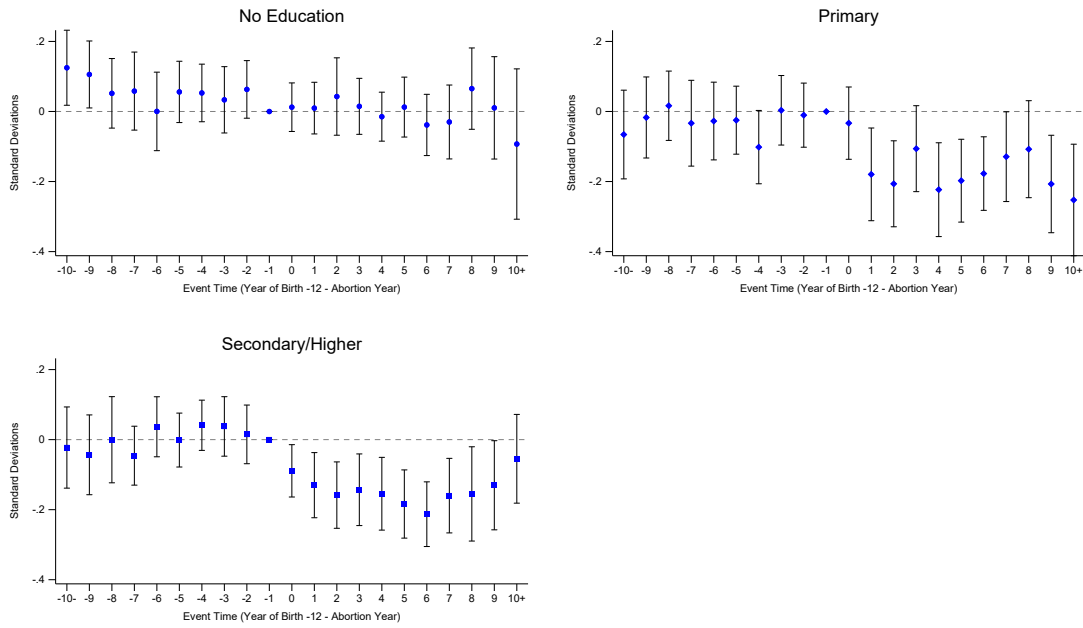 No Education
.2
0
-.2
-.4
Standard Deviations
-10- -9 -8 -7 -6 -5 -4 -3 -2 -1 0 1 2 3 4 5 6 7 8 9 10+
Event Time (Year of Birth -12 - Abortion Year)
Primary
.2
0
-.2
-.4
Standard Deviations
-10- -9 -8 -7 -6 -5 -4 -3 -2 -1 0 1 2 3 4 5 6 7 8 9 10+
Event Time (Year of Birth -12 - Abortion Year)
Secondary/Higher
.2
0
-.2
-.4
Standard Deviations
-10- -9 -8 -7 -6 -5 -4 -3 -2 -1 0 1 2 3 4 5 6 7 8 9 10+
Event Time (Year of Birth -12 - Abortion Year)